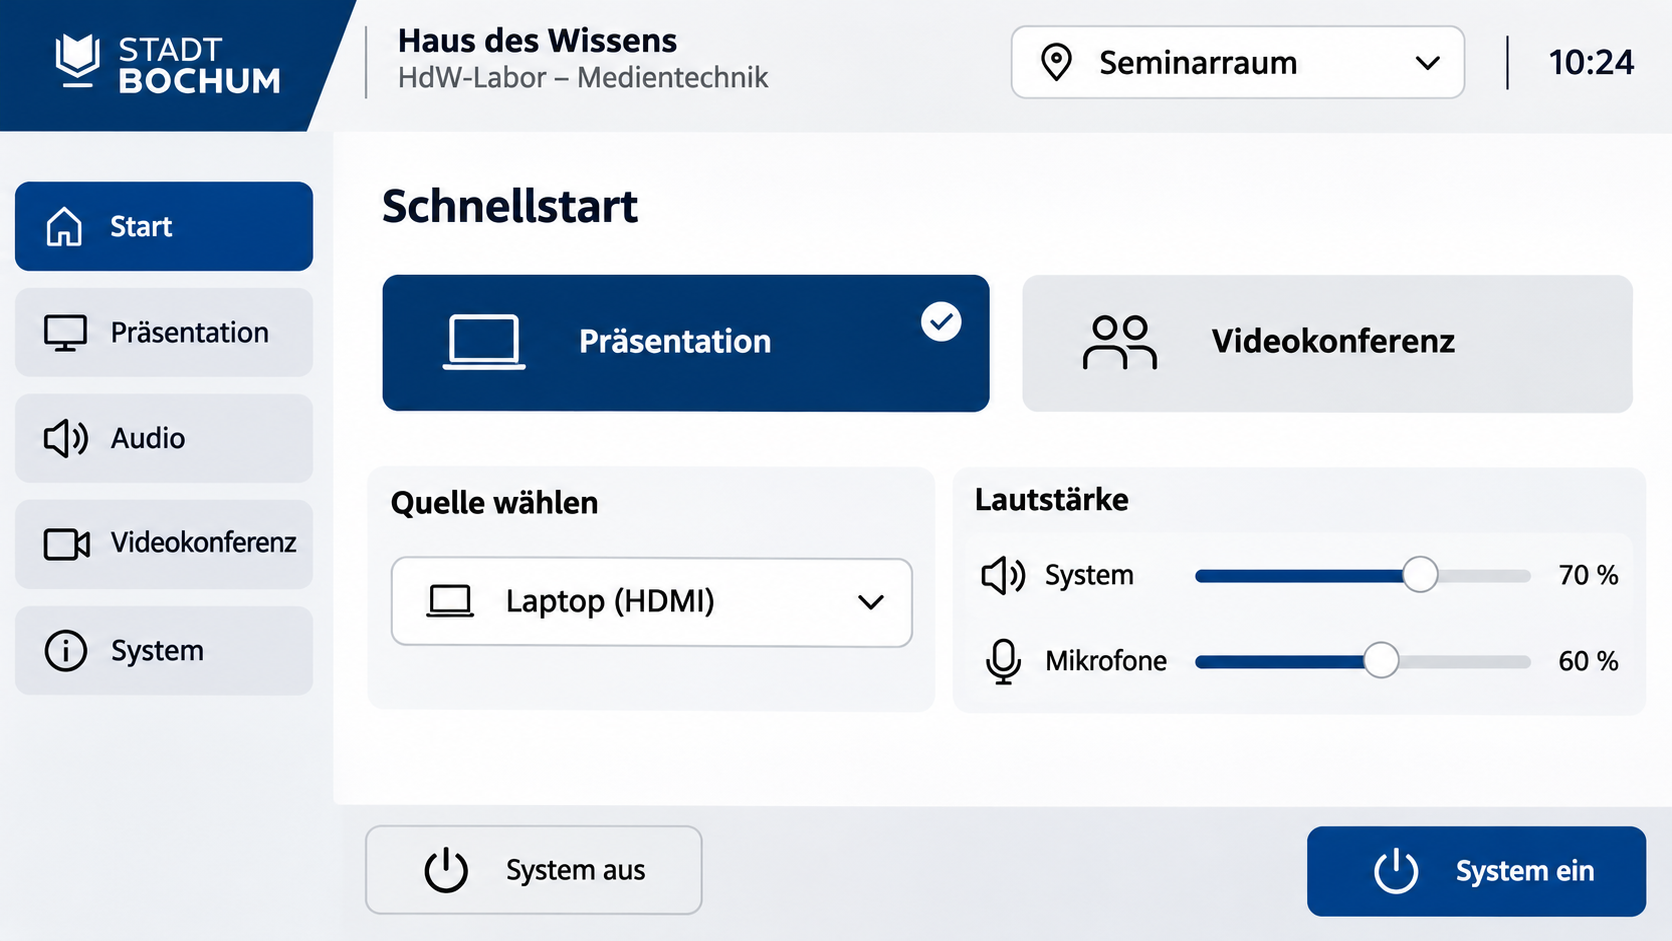 STADT
BOCHUM
Haus des Wissens
HdW-Labor – Medientechnik
Seminarraum
10:24
Start
Präsentation
Audio
Videokonferenz
System
Schnellstart
Präsentation
Videokonferenz
Quelle wählen
Laptop (HDMI)
Lautstärke
System
70 %
Mikrofone
60 %
System aus
System ein